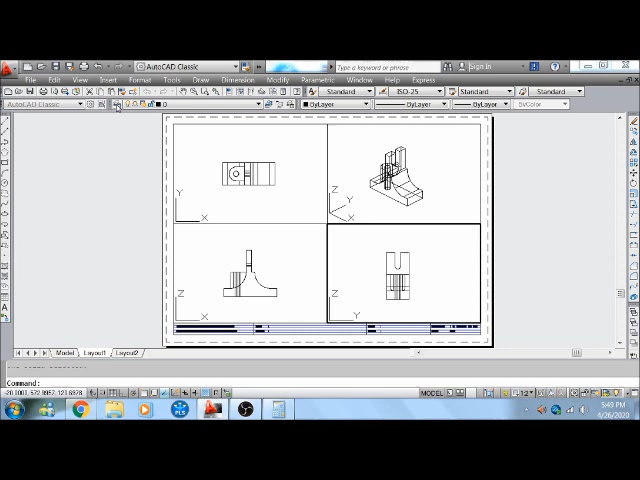 AutoCAD Classic
Type a keyword or phrase
Sign In
File Edit View Insert Format Tools Draw Dimension Modify Parametric Window Help Express
Standard ISO-25 Standard Standard
AutoCAD Classic 0 ByLayer ByLayer ByLayer ByColor
Y
X
Z
Y
X
Z
X
Z
Y
Model Layout1 Layout2
Command:
MODEL
PLS
5:49 PM
4/26/2020